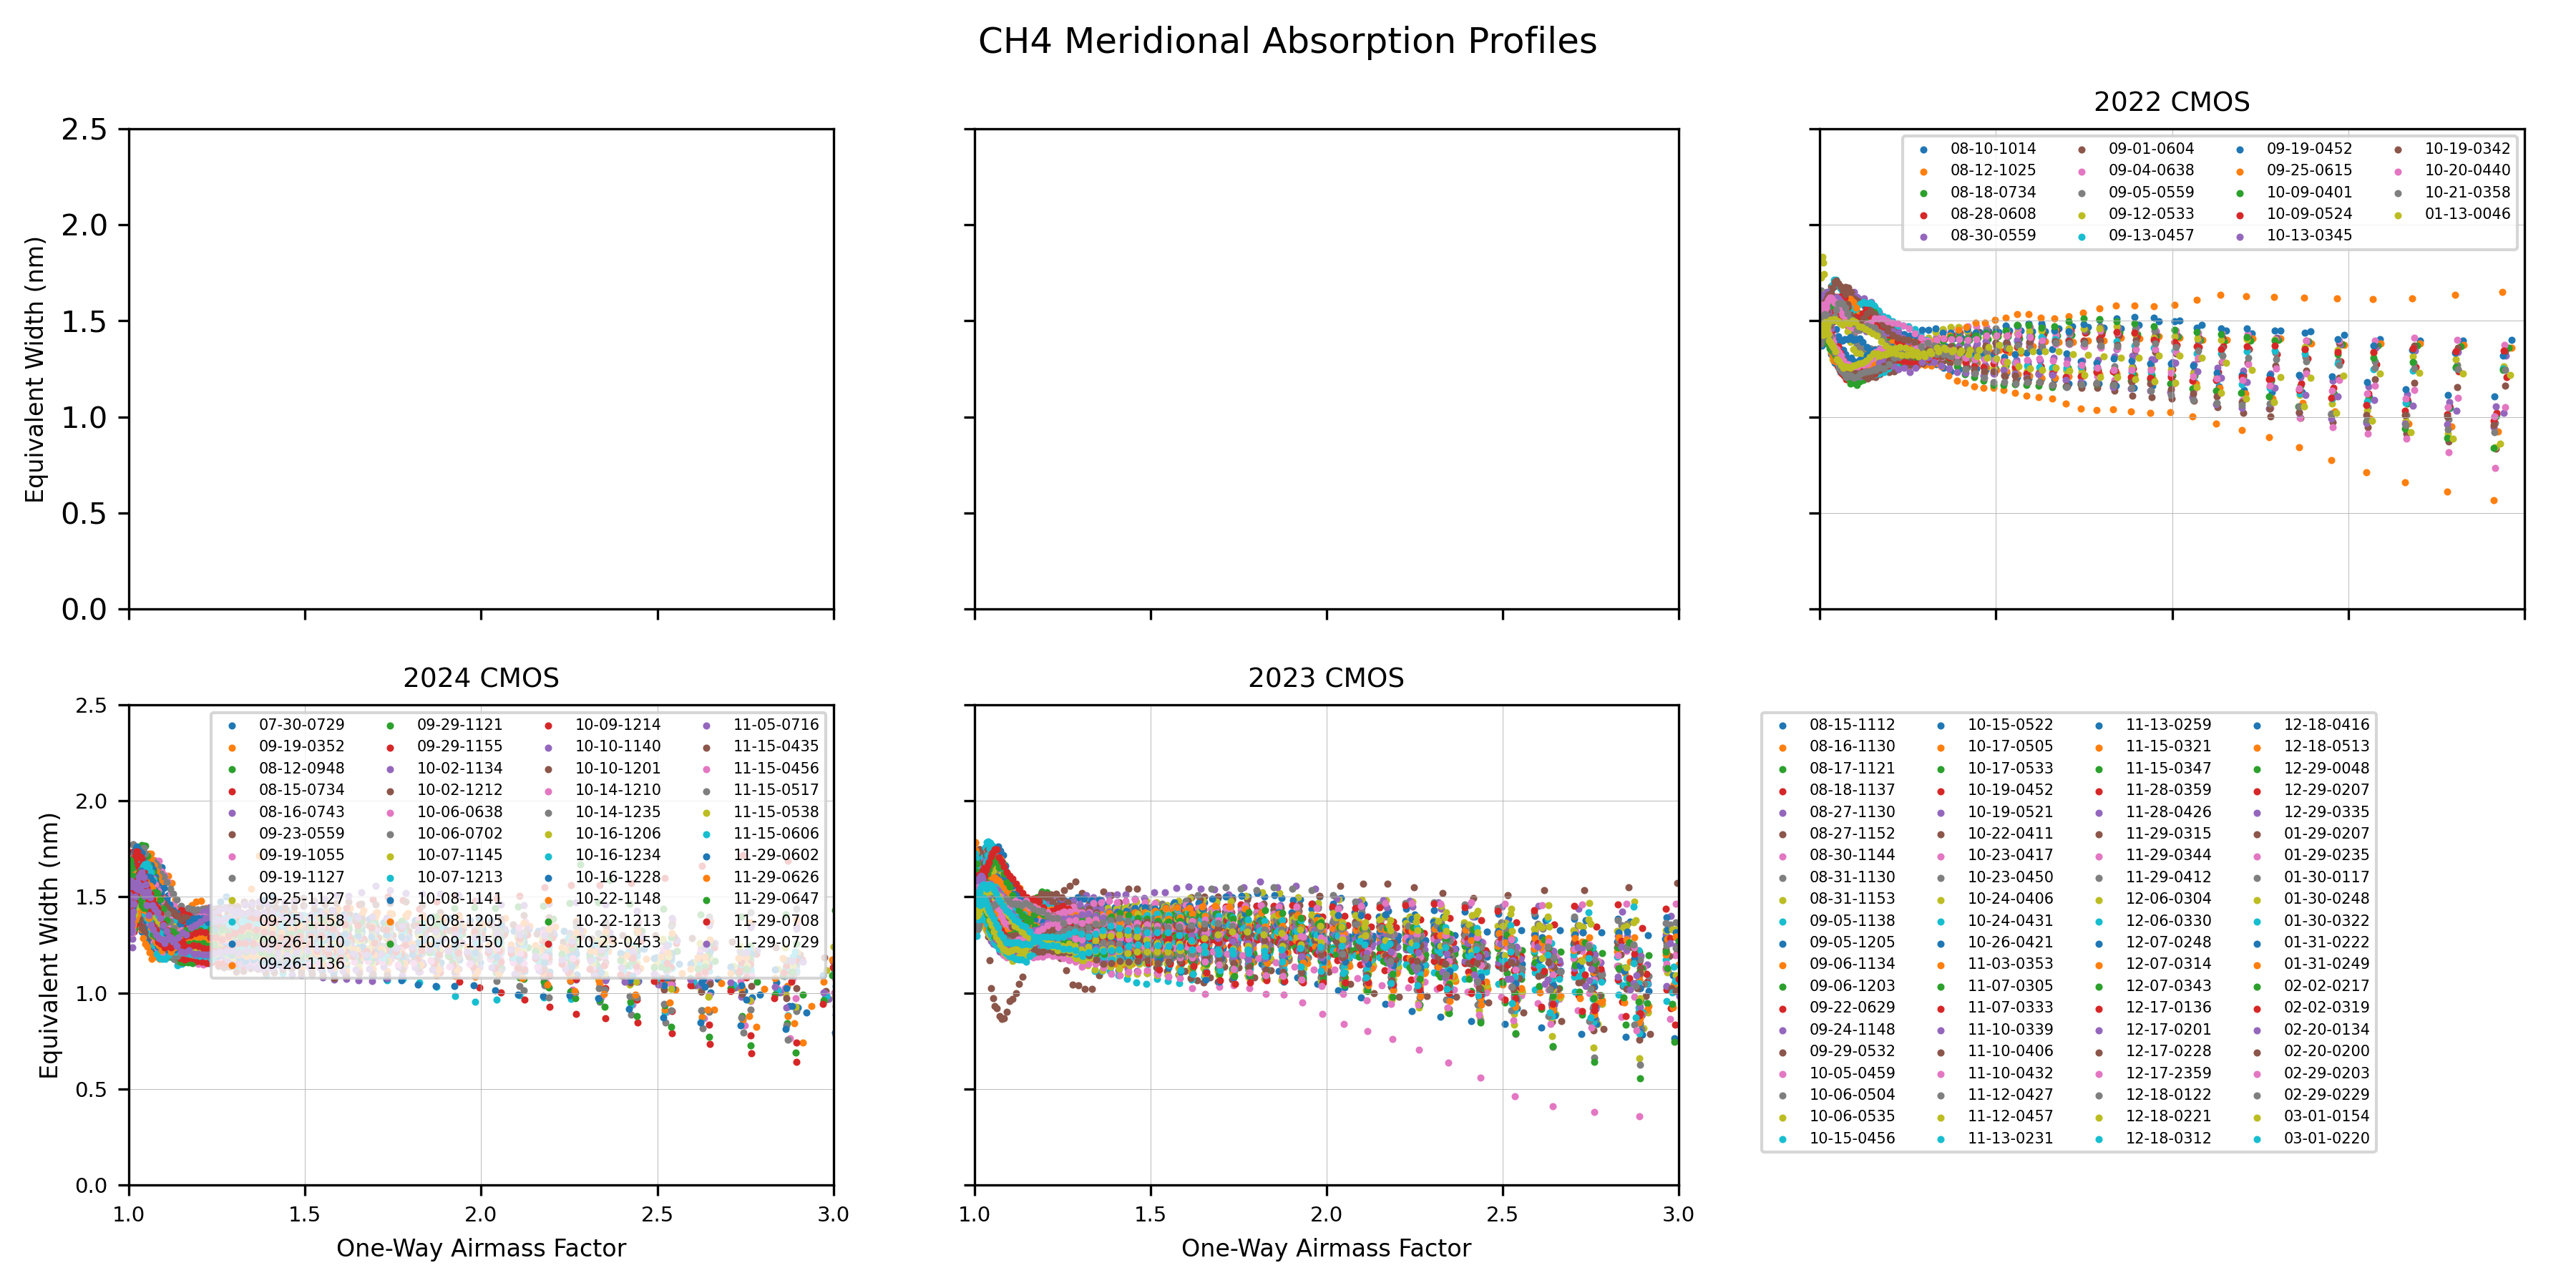 CH4 Meridional Absorption Profiles
2022 CMOS
2.5
2.0
1.5
1.0
0.5
0.0
Equivalent Width (nm)
08-10-1014 09-01-0604 09-19-0452 10-19-0342
08-12-1025 09-04-0638 09-25-0615 10-20-0440
08-18-0734 09-05-0559 10-09-0401 10-21-0358
08-28-0608 09-12-0533 10-09-0524 01-13-0046
08-30-0559 09-13-0457 10-13-0345
2024 CMOS
2023 CMOS
2.5
2.0
1.5
1.0
0.5
0.0
Equivalent Width (nm)
07-30-0729 09-29-1121 10-09-1214 11-05-0716
09-19-0352 09-29-1155 10-10-1140 11-15-0435
08-12-0948 10-02-1134 10-10-1201 11-15-0456
08-15-0734 10-02-1212 10-14-1210 11-15-0517
08-16-0743 10-06-0638 10-14-1235 11-15-0538
09-23-0559 10-06-0702 10-16-1206 11-15-0606
09-19-1055 10-07-1145 10-16-1234 11-29-0602
09-19-1127 10-07-1213 10-16-1228 11-29-0626
09-25-1127 10-08-1141 10-22-1148 11-29-0647
09-25-1158 10-08-1205 10-22-1213 11-29-0708
09-26-1110 10-09-1150 10-23-0453 11-29-0729
09-26-1136
08-15-1112 10-15-0522 11-13-0259 12-18-0416
08-16-1130 10-17-0505 11-15-0321 12-18-0513
08-17-1121 10-17-0533 11-15-0347 12-29-0048
08-18-1137 10-19-0452 11-28-0359 12-29-0207
08-27-1130 10-19-0521 11-28-0426 12-29-0335
08-27-1152 10-22-0411 11-29-0315 01-29-0207
08-30-1144 10-23-0417 11-29-0344 01-29-0235
08-31-1130 10-23-0450 11-29-0412 01-30-0117
08-31-1153 10-24-0406 12-06-0304 01-30-0248
09-05-1138 10-24-0431 12-06-0330 01-30-0322
09-05-1205 10-26-0421 12-07-0248 01-31-0222
09-06-1134 11-03-0353 12-07-0314 01-31-0249
09-06-1203 11-07-0305 12-07-0343 02-02-0217
09-22-0629 11-07-0333 12-17-0136 02-02-0319
09-24-1148 11-10-0339 12-17-0201 02-20-0134
09-29-0532 11-10-0406 12-17-0228 02-20-0200
10-05-0459 11-10-0432 12-17-2359 02-29-0203
10-06-0504 11-12-0427 12-18-0122 02-29-0229
10-06-0535 11-12-0457 12-18-0221 03-01-0154
10-15-0456 11-13-0231 12-18-0312 03-01-0220
1.0 1.5 2.0 2.5 3.0
1.0 1.5 2.0 2.5 3.0
One-Way Airmass Factor
One-Way Airmass Factor